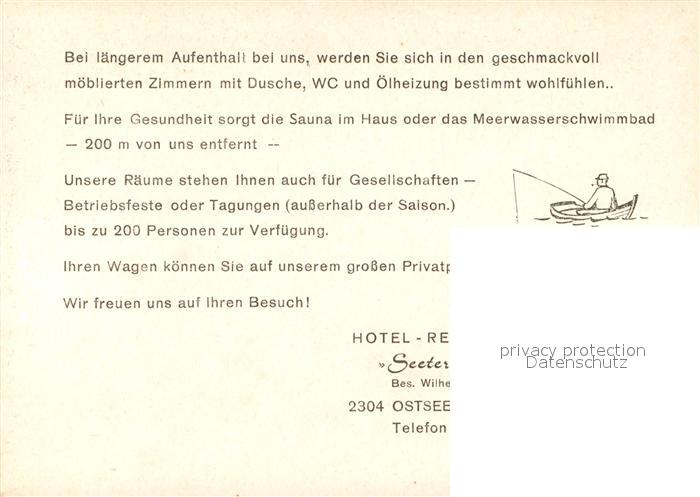 Bei längerem Aufenthalt bei uns, werden Sie sich in den geschmackvoll
möblierten Zimmern mit Dusche, WC und Ölheizung bestimmt wohlfühlen..
Für Ihre Gesundheit sorgt die Sauna im Haus oder das Meerwasserschwimmbad
— 200 m von uns entfernt --
Unsere Räume stehen Ihnen auch für Gesellschaften —
Betriebsfeste oder Tagungen (außerhalb der Saison.)
bis zu 200 Personen zur Verfügung.
Ihren Wagen können Sie auf unserem großen Privatp
Wir freuen uns auf Ihren Besuch!
HOTEL - RE
»Seeter
Bes. Wilhe
2304 OSTSEE
Telefon
privacy protection
Datenschutz